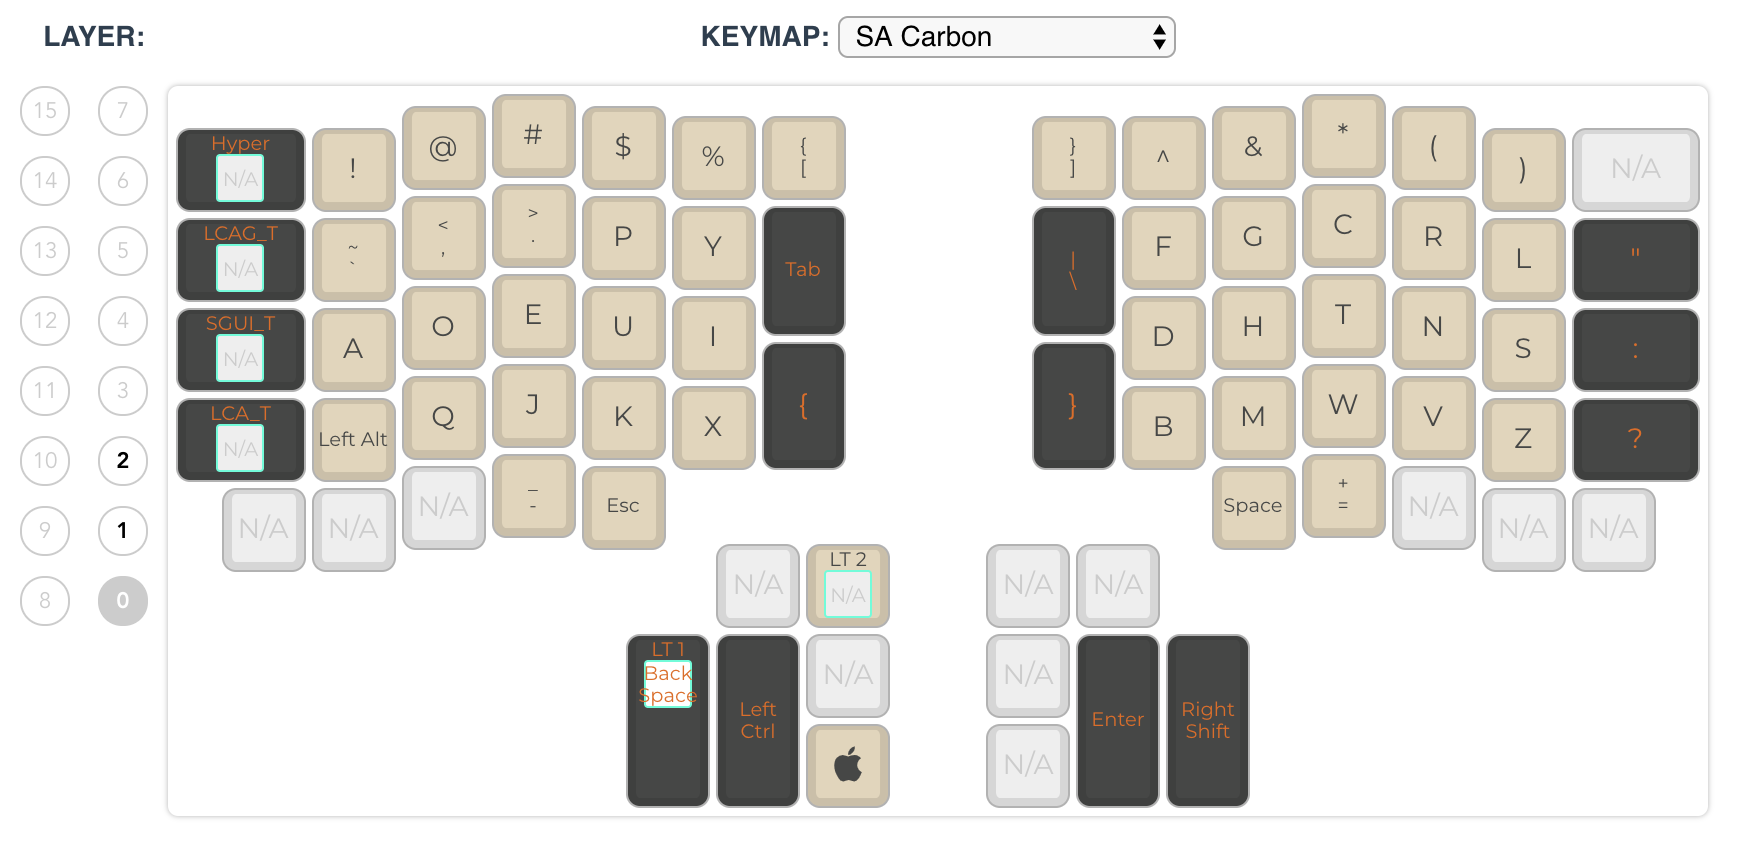 LAYER:
KEYMAP: SA Carbon
15 7
14 6
13 5
12 4
11 3
10 2
9 1
8 0
Hyper
N/A
! @ # $ % {
[
}
] ^ & * ( ) N/A
LCAG_T
N/A
~
` <
, >
. P Y Tab
|
\ F G C R L "
SGUI_T
N/A
A O E U I
D H T N S :
LCA_T
N/A
Left Alt Q J K X {
} B M W V Z ?
N/A N/A N/A _
- Esc
Space +
= N/A N/A N/A
N/A LT 2
N/A
N/A N/A
LT 1
Back
Space
Left
Ctrl
N/A
N/A
Enter
Right
Shift
N/A